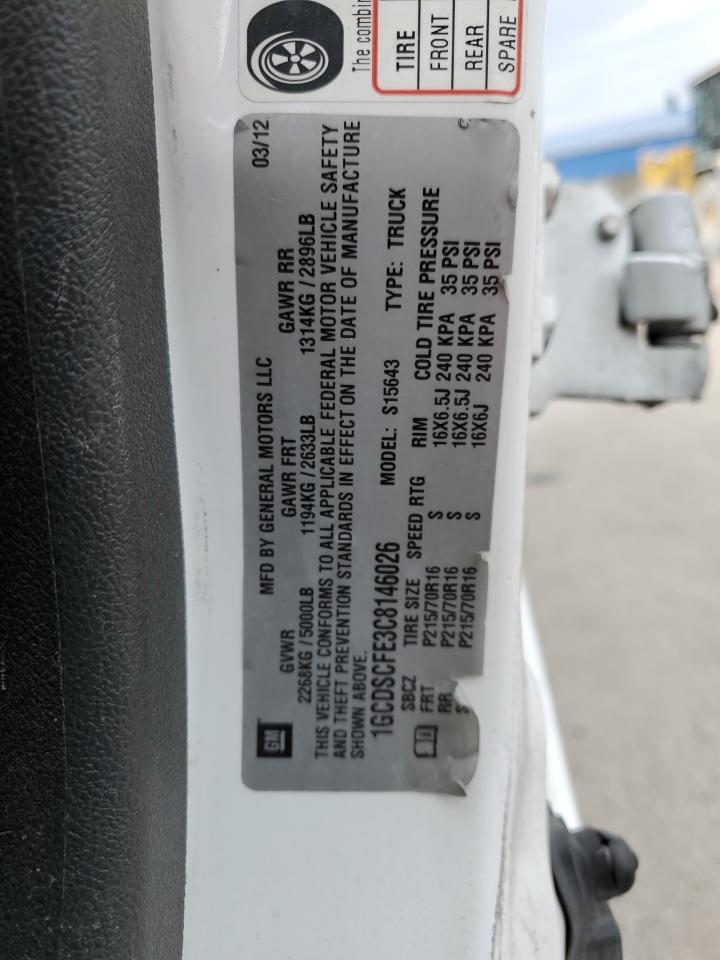 The combin
TIRE
FRONT
REAR
SPARE
MFD BY GENERAL MOTORS LLC 03/12
GVWR GAWR FRT GAWR RR
2268KG/5000LB 1194KG/2633LB 1314KG/2896LB
THIS VEHICLE CONFORMS TO ALL APPLICABLE FEDERAL MOTOR VEHICLE SAFETY
AND THEFT PREVENTION STANDARDS IN EFFECT ON THE DATE OF MANUFACTURE
SHOWN ABOVE.
GM
1GCDSCFE3C8146026 MODEL: S15643 TYPE: TRUCK
SBCZ TIRE SIZE SPEED RTG RIM COLD TIRE PRESSURE
FRT P215/70R16 S 16X6.5J 240 KPA 35 PSI
RR P215/70R16 S 16X6.5J 240 KPA 35 PSI
S P215/70R16 S 16X6J 240 KPA 35 PSI